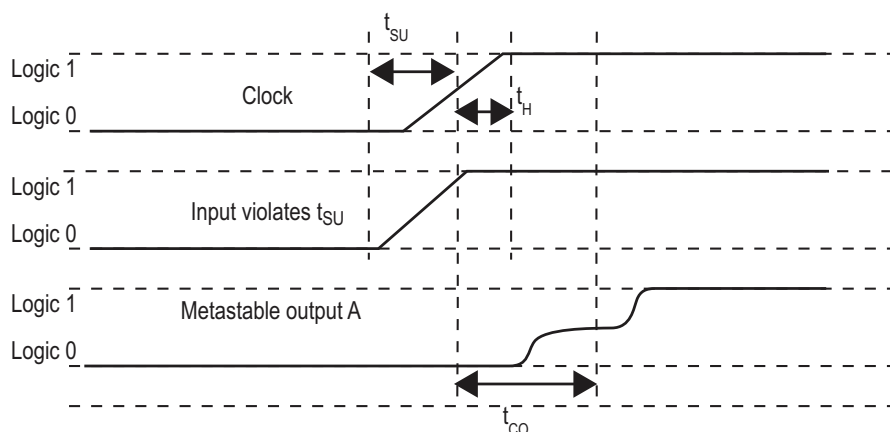 tSU
Logic 1
Clock
tH
Logic 0
Logic 1
Input violates tSU
Logic 0
Logic 1
Metastable output A
Logic 0
tCO